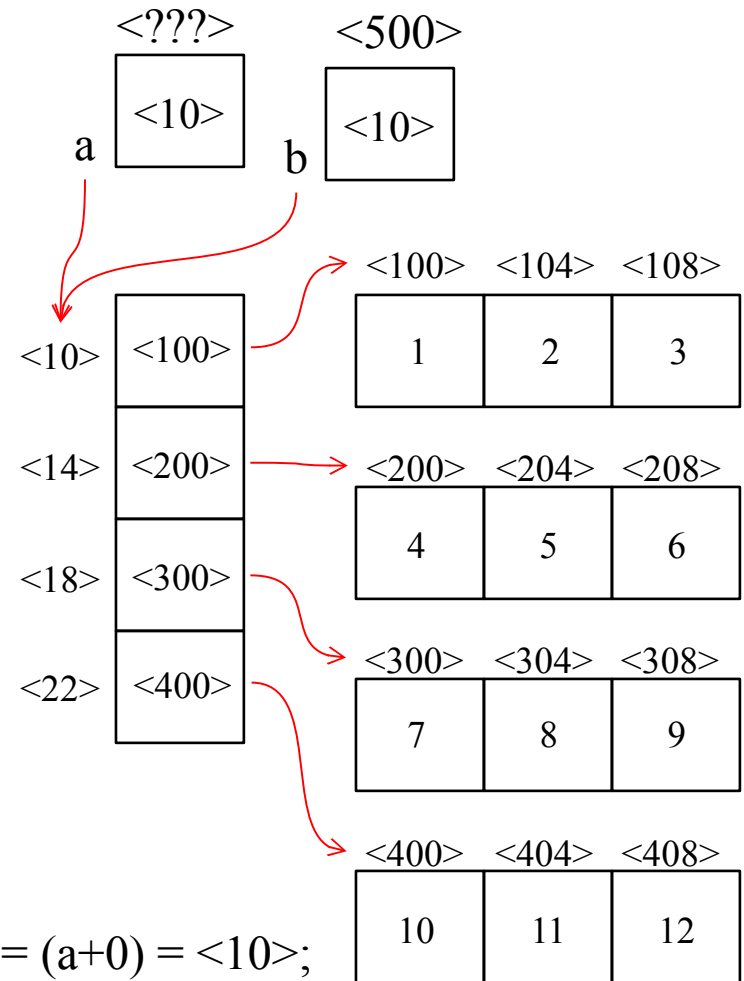 <???> <500>
<10> <10>
a b
<100> <104> <108>
<10> <100> 1 2 3
<14> <200> <200> <204> <208>
4 5 6
<18> <300>
<300> <304> <308>
<22> <400>
7 8 9
<400> <404> <408>
10 11 12
= (a+0) = <10>;